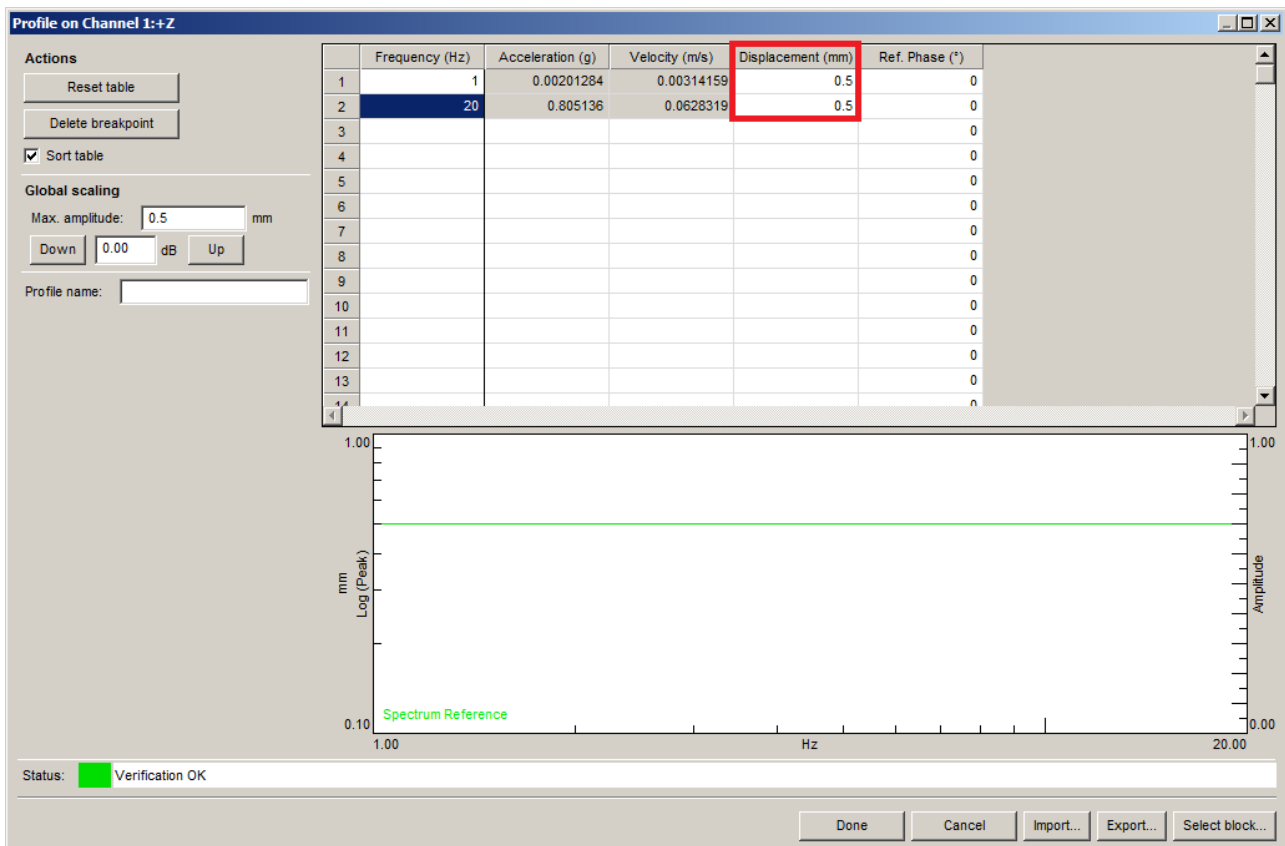 Profile on Channel 1:+Z
Actions
Reset table
Delete breakpoint
Sort table
Global scaling
Max. amplitude: 0.5 mm
Down 0.00 dB Up
Profile name:
Frequency (Hz) Acceleration (g) Velocity (m/s) Displacement (mm) Ref. Phase (°)
1 1 0.00201284 0.00314159 0.5 0
2 20 0.805136 0.0628319 0.5 0
3 0
4 0
5 0
6 0
7 0
8 0
9 0
10 0
11 0
12 0
13 0
14 0
1.00 1.00
mm
Log (Peak)
Amplitude
Spectrum Reference
0.10 0.00
1.00 Hz 20.00
Status: Verification OK
Done Cancel Import... Export... Select block...